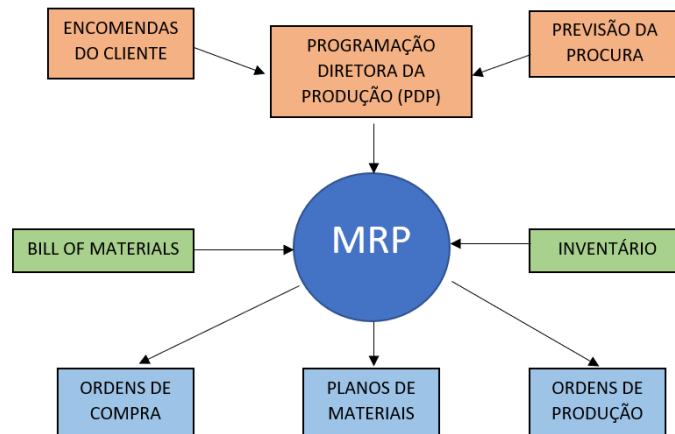 ENCOMENDAS
DO CLIENTE
PROGRAMAÇÃO
DIRETORA DA
PRODUÇÃO (PDP)
PREVISÃO DA
PROCURA
BILL OF MATERIALS
MRP
INVENTÁRIO
ORDENS DE
COMPRA
PLANOS DE
MATERIAIS
ORDENS DE
PRODUÇÃO